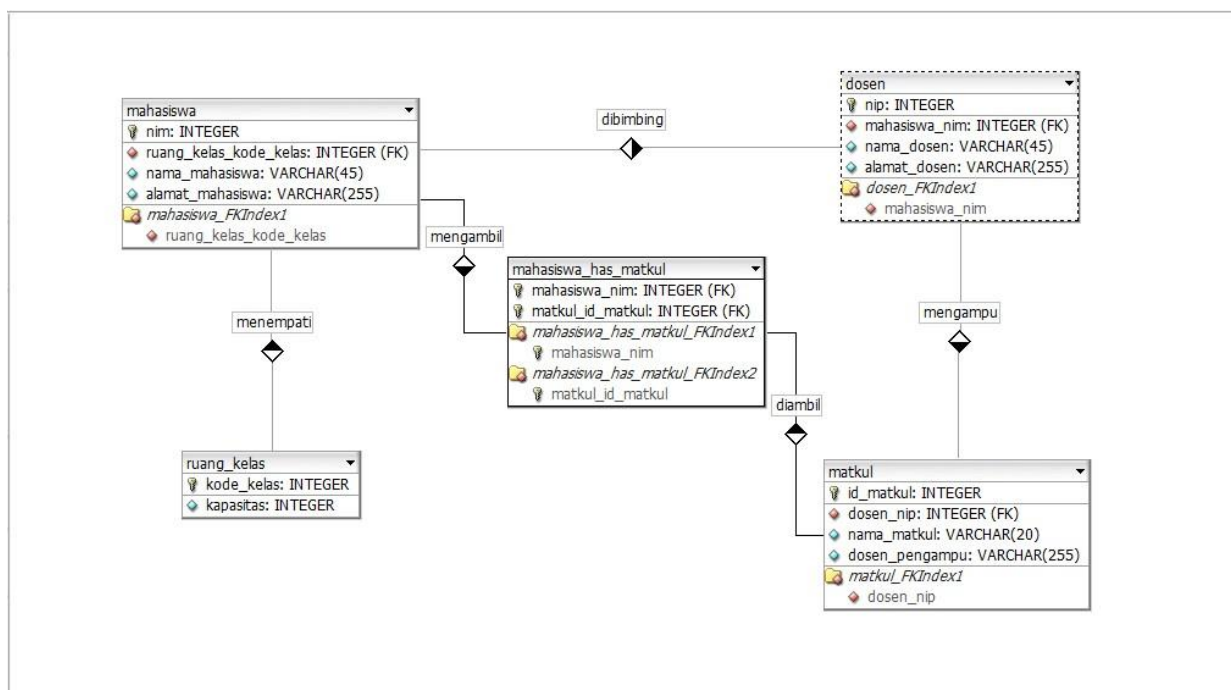 mahasiswa
nim: INTEGER
ruang_kelas_kode_kelas: INTEGER (FK)
nama_mahasiswa: VARCHAR(45)
alamat_mahasiswa: VARCHAR(255)
mahasiswa_FKIndex1
ruang_kelas_kode_kelas
dibimbing
dosen
nip: INTEGER
mahasiswa_nim: INTEGER (FK)
nama_dosen: VARCHAR(45)
alamat_dosen: VARCHAR(255)
dosen_FKIndex1
mahasiswa_nim
mengambil
mahasiswa_has_matkul
mahasiswa_nim: INTEGER (FK)
matkul_id_matkul: INTEGER (FK)
mahasiswa_has_matkul_FKIndex1
mahasiswa_nim
mahasiswa_has_matkul_FKIndex2
matkul_id_matkul
menempati
mengampu
diambil
ruang_kelas
kode_kelas: INTEGER
kapasitas: INTEGER
matkul
id_matkul: INTEGER
dosen_nip: INTEGER (FK)
nama_matkul: VARCHAR(20)
dosen_pengampu: VARCHAR(255)
matkul_FKIndex1
dosen_nip